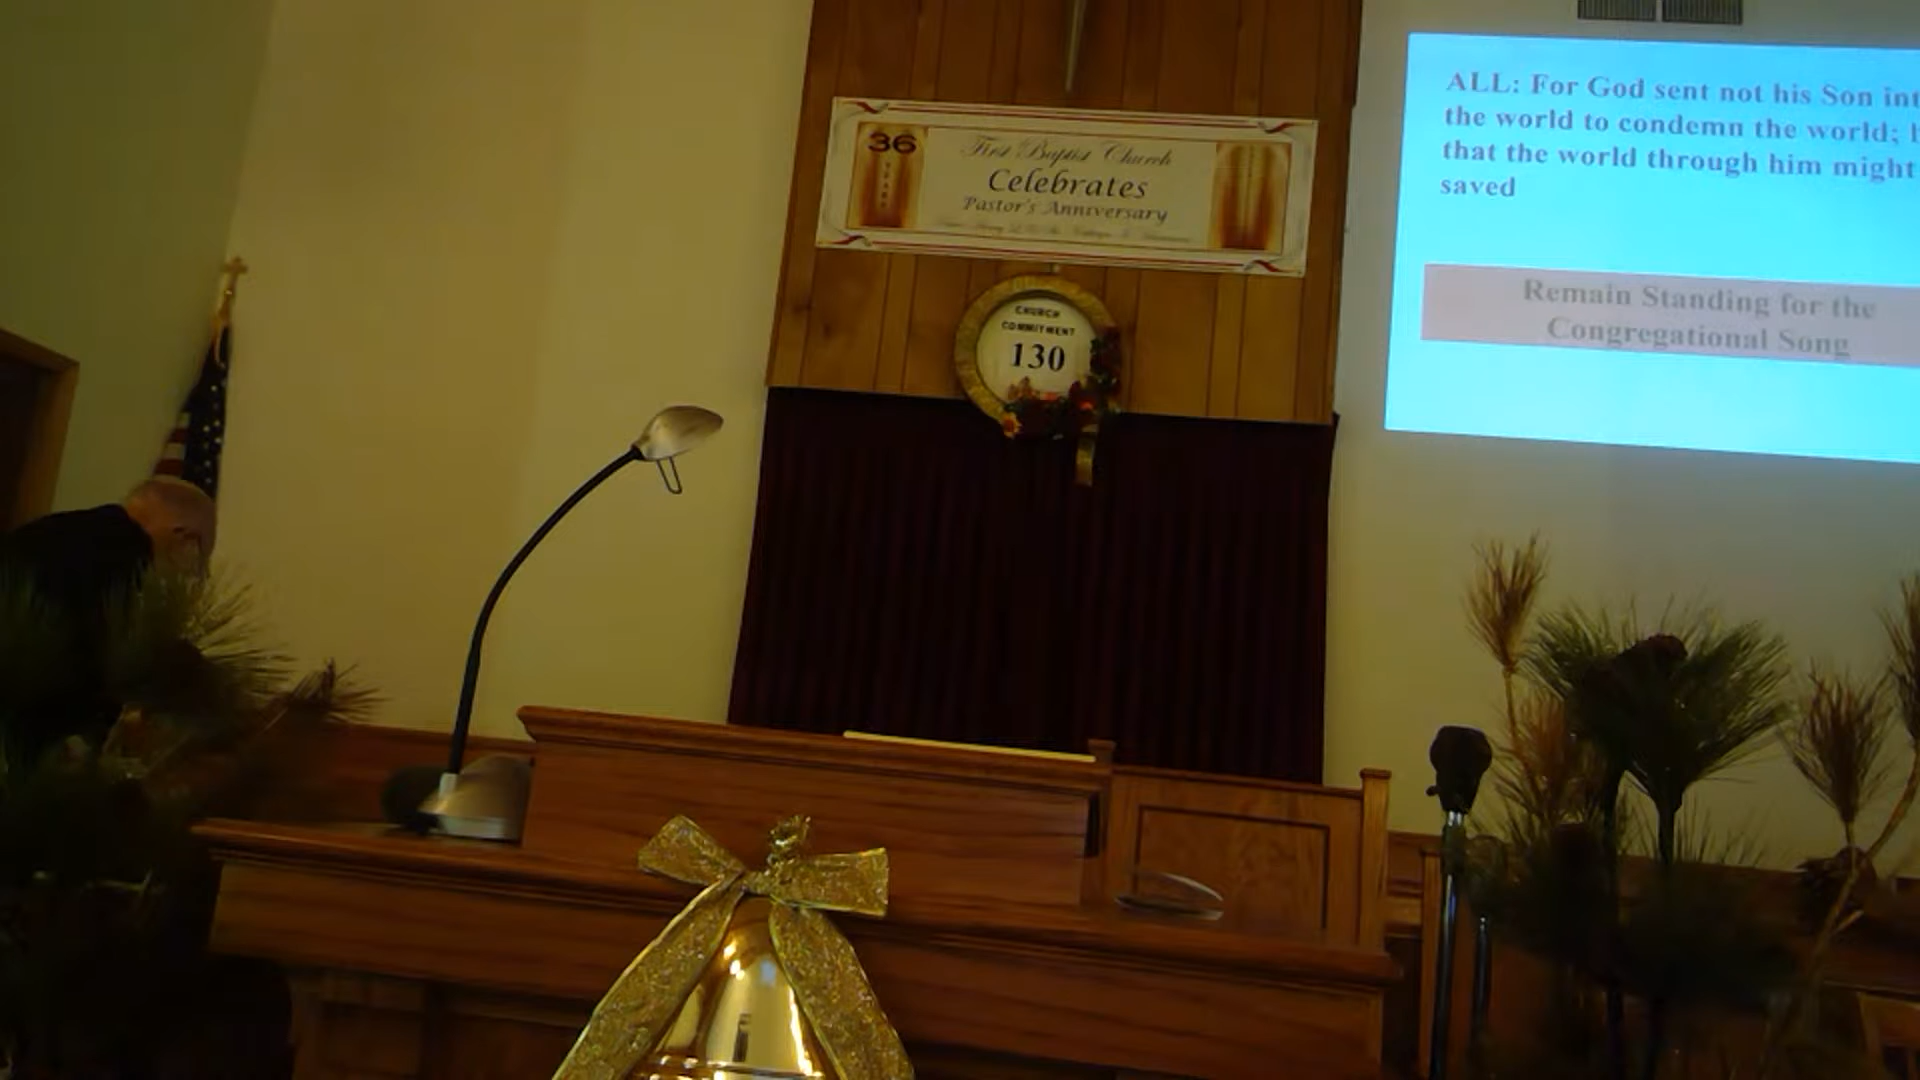 36
YEARS
First Baptist Church
Celebrates
Pastor's Anniversary
CHURCH
COMMITMENT
130
ALL: For God sent not his Son int
the world to condemn the world;
that the world through him might
saved
Remain Standing for the
Congregational Song